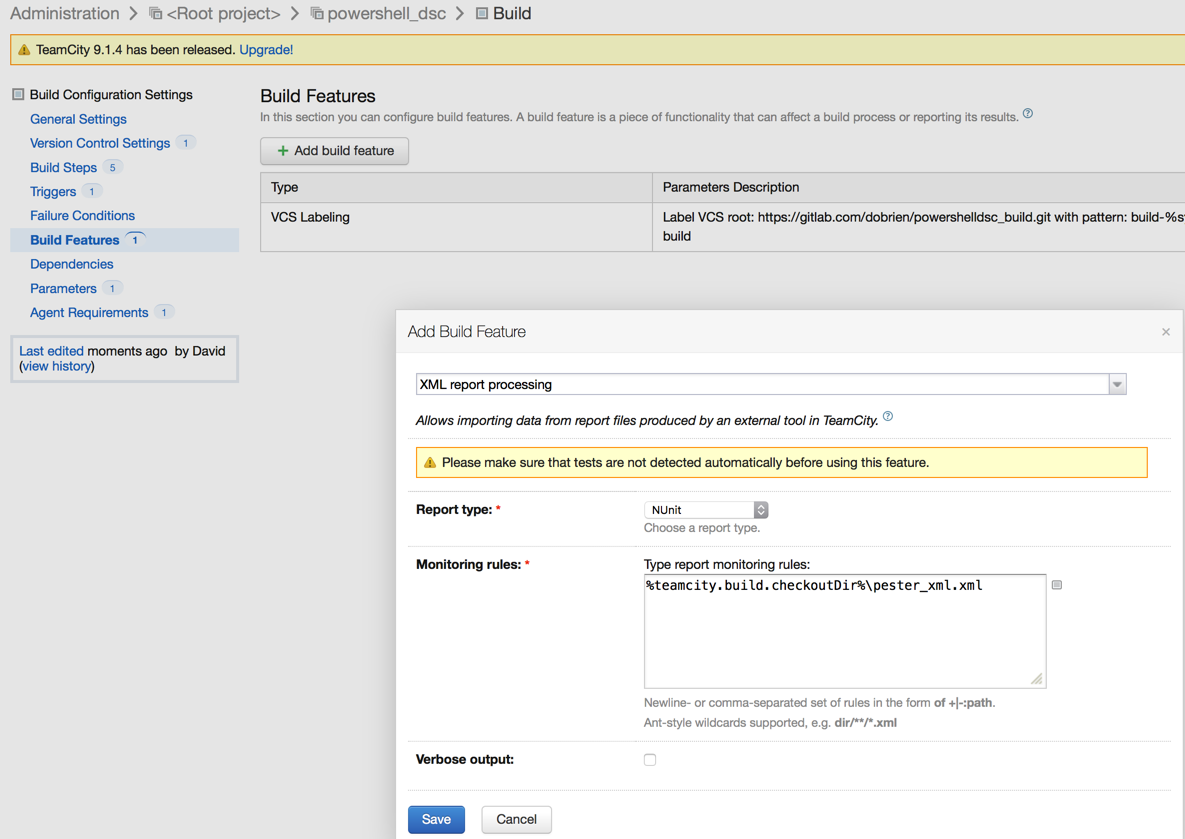 Administration > <Root project> > powershell_dsc > Build
TeamCity 9.1.4 has been released. Upgrade!
Build Configuration Settings
General Settings
Version Control Settings 1
Build Steps 5
Triggers 1
Failure Conditions
Build Features 1
Dependencies
Parameters 1
Agent Requirements 1
Last edited moments ago by David
(view history)
Build Features
In this section you can configure build features. A build feature is a piece of functionality that can affect a build process or reporting its results. ?
+ Add build feature
Type Parameters Description
VCS Labeling Label VCS root: https://gitlab.com/dobrien/powershelldsc_build.git with pattern: build-%s
build
Add Build Feature ×
XML report processing
Allows importing data from report files produced by an external tool in TeamCity. ?
Please make sure that tests are not detected automatically before using this feature.
Report type: * NUnit
Choose a report type.
Monitoring rules: * Type report monitoring rules:
%teamcity.build.checkoutDir%\pester_xml.xml
Newline- or comma-separated set of rules in the form of +|-:path.
Ant-style wildcards supported, e.g. dir/**/*.xml
Verbose output:
Save Cancel